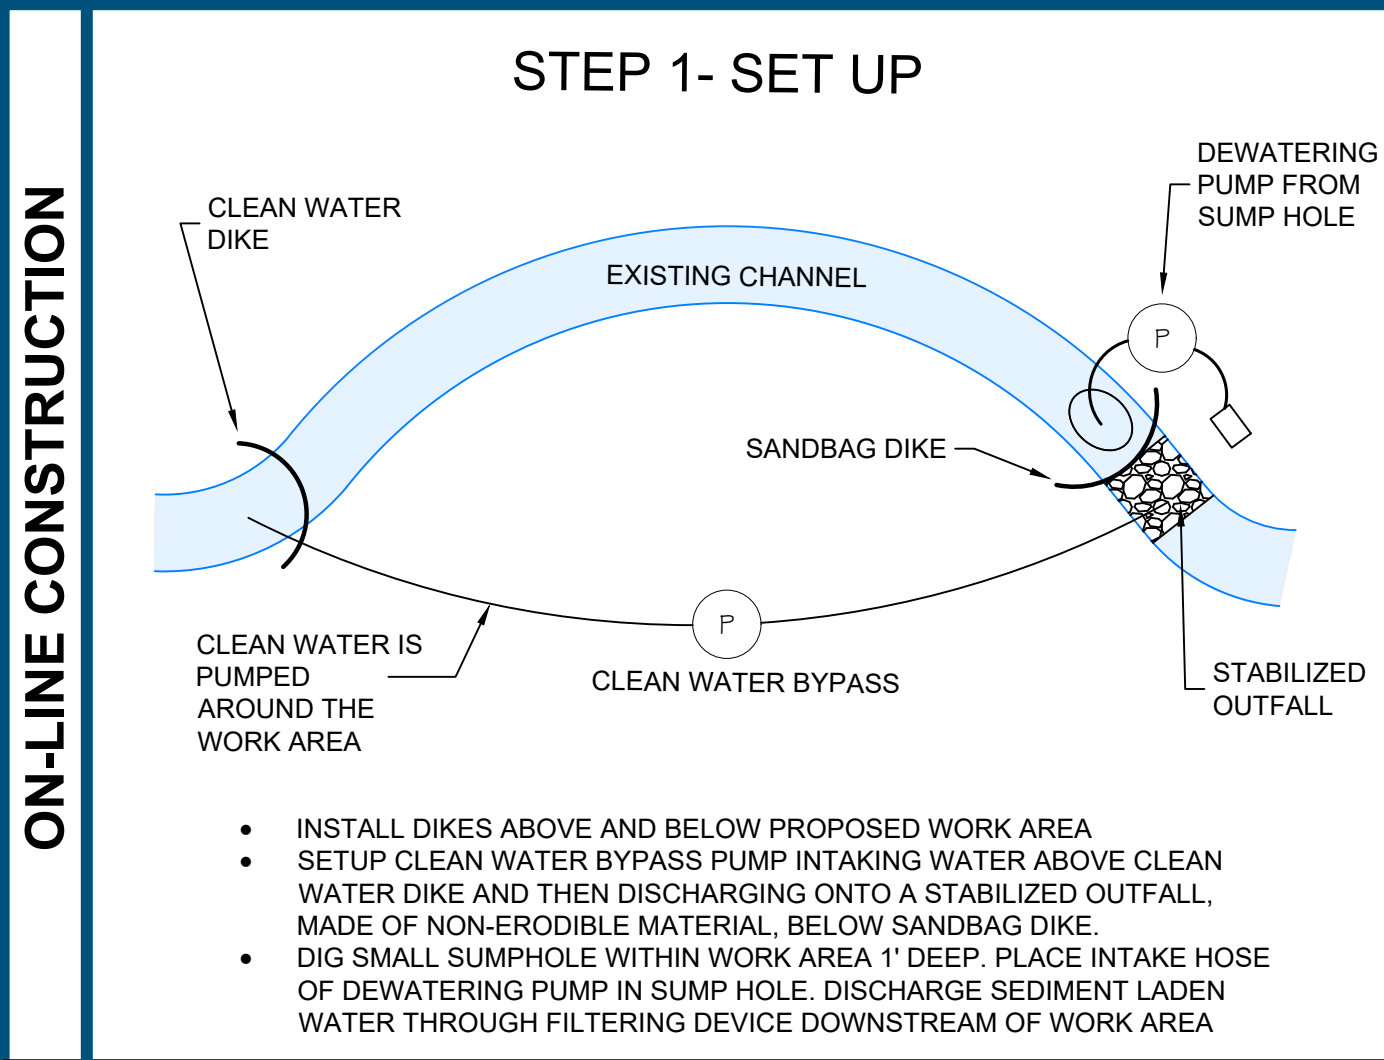 ON-LINE CONSTRUCTION
STEP 1- SET UP
CLEAN WATER
DIKE
EXISTING CHANNEL
DEWATERING
PUMP FROM
SUMP HOLE
P
SANDBAG DIKE
CLEAN WATER IS
PUMPED
AROUND THE
WORK AREA
P
CLEAN WATER BYPASS
STABILIZED
OUTFALL
• INSTALL DIKES ABOVE AND BELOW PROPOSED WORK AREA
• SETUP CLEAN WATER BYPASS PUMP INTAKING WATER ABOVE CLEAN
WATER DIKE AND THEN DISCHARGING ONTO A STABILIZED OUTFALL,
MADE OF NON-ERODIBLE MATERIAL, BELOW SANDBAG DIKE.
• DIG SMALL SUMPHOLE WITHIN WORK AREA 1' DEEP. PLACE INTAKE HOSE
OF DEWATERING PUMP IN SUMP HOLE. DISCHARGE SEDIMENT LADEN
WATER THROUGH FILTERING DEVICE DOWNSTREAM OF WORK AREA